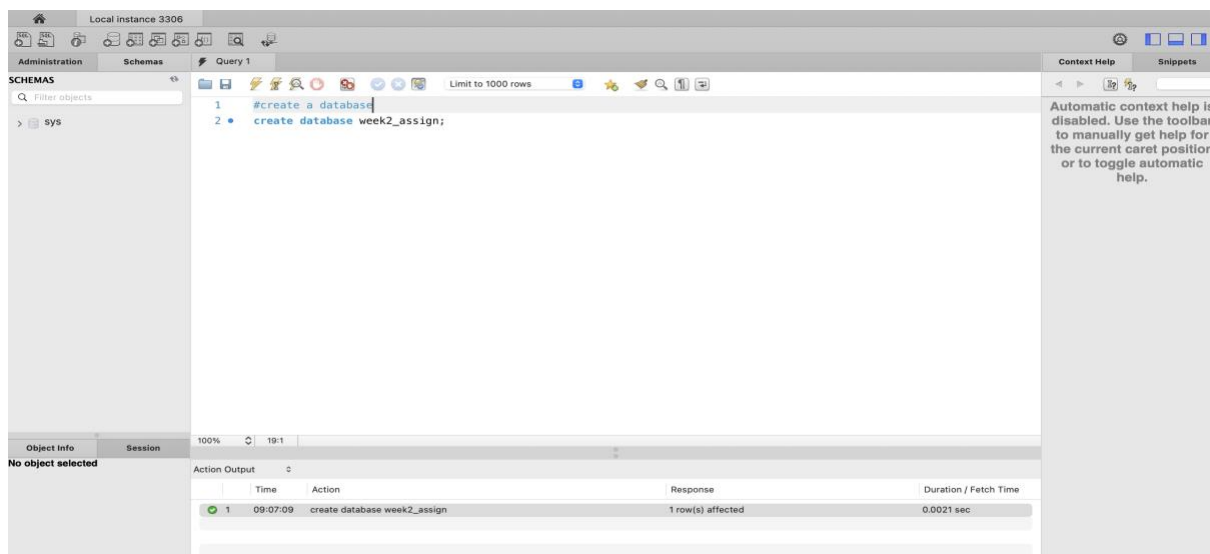 Local instance 3306
Administration Schemas
Query 1
Context Help Snippets
SCHEMAS
Limit to 1000 rows
Filter objects
sys
1 #create a database
2 create database week2_assign;
Automatic context help is
disabled. Use the toolbar
to manually get help for
the current caret position
or to toggle automatic
help.
Object Info Session
100% 19:1
No object selected
Action Output
Time Action Response Duration / Fetch Time
1 09:07:09 create database week2_assign 1 row(s) affected 0.0021 sec